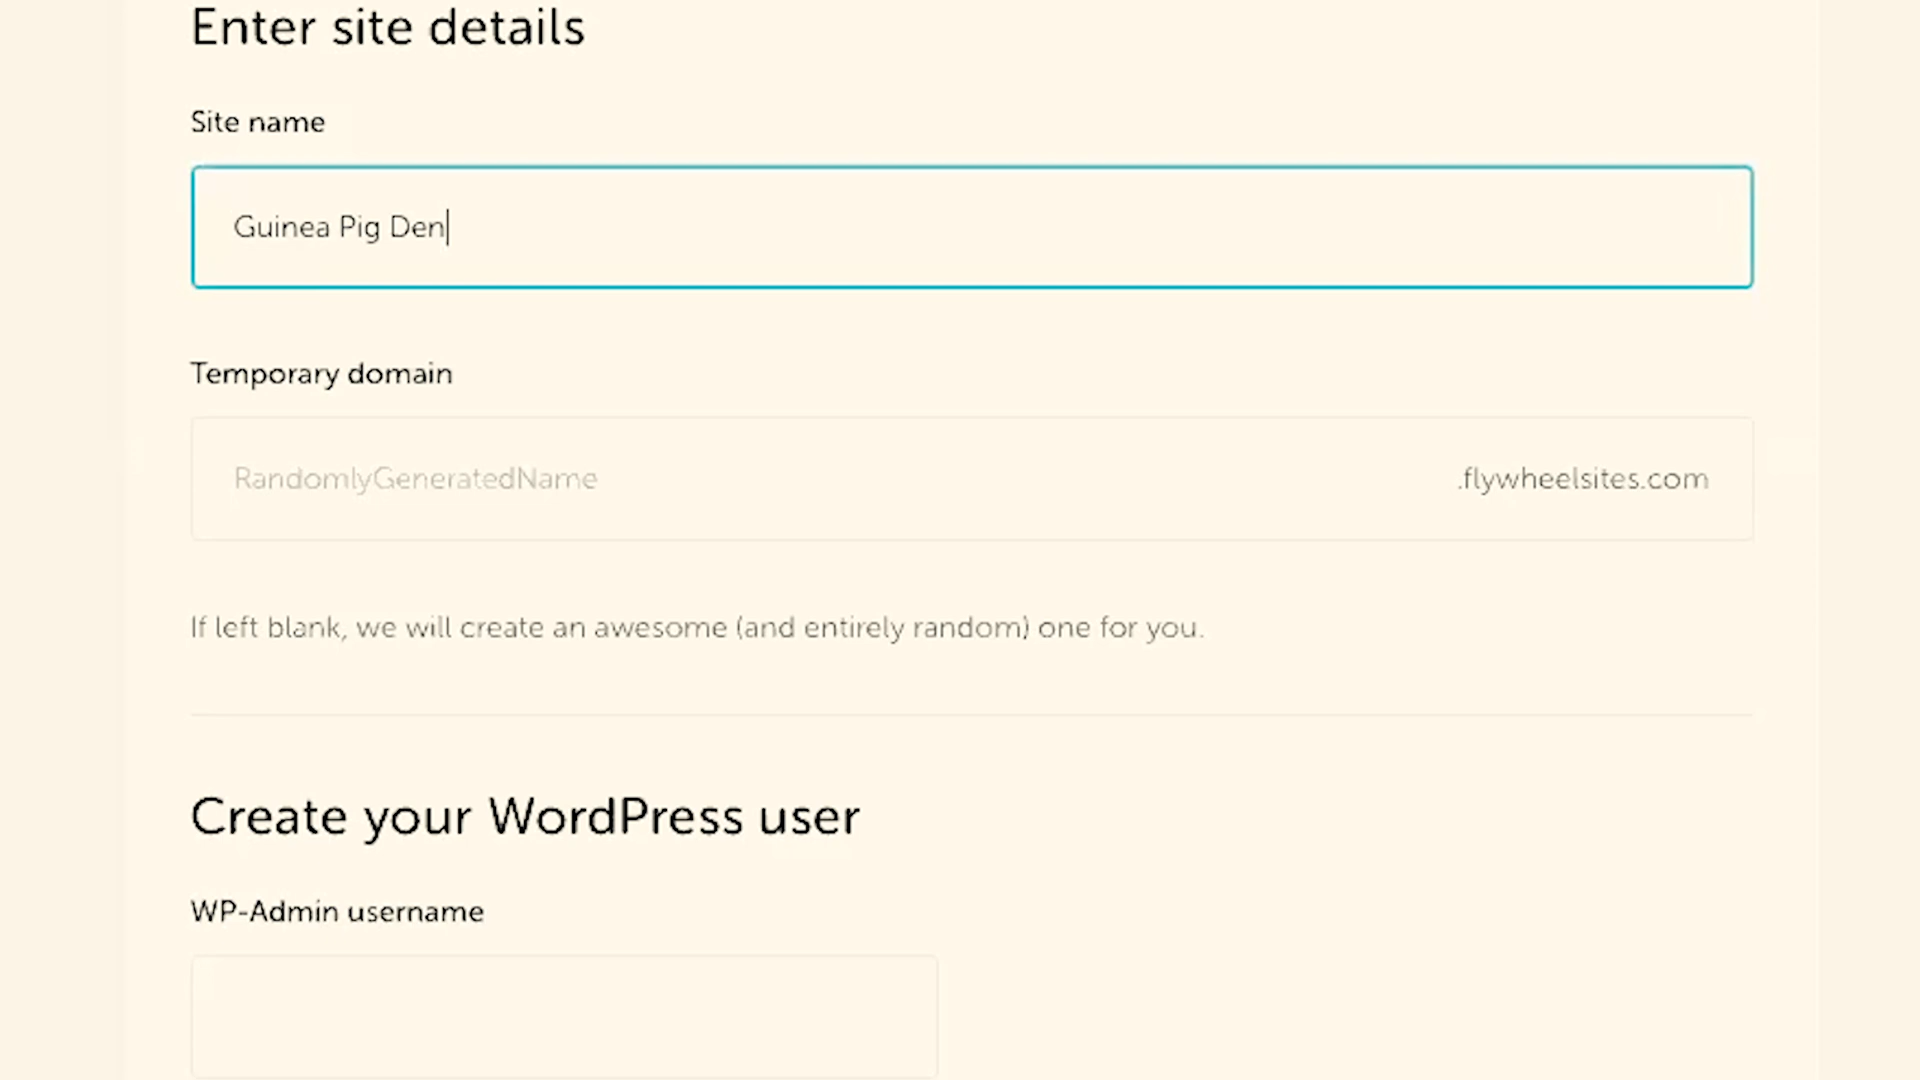 Enter site details
Site name
Guinea Pig Den
Temporary domain
RandomlyGeneratedName .flywheelsites.com
If left blank, we will create an awesome (and entirely random) one for you.
Create your WordPress user
WP-Admin username